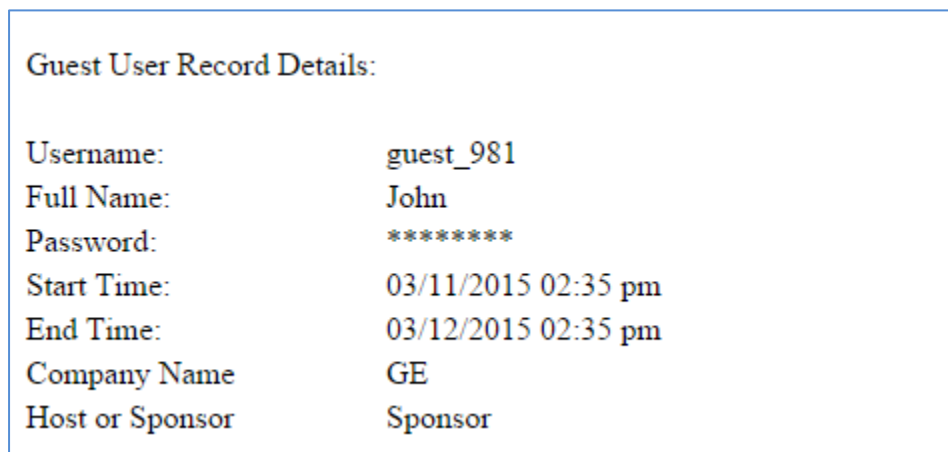 Guest User Record Details:
Username: guest_981
Full Name: John
Password: ********
Start Time: 03/11/2015 02:35 pm
End Time: 03/12/2015 02:35 pm
Company Name GE
Host or Sponsor Sponsor